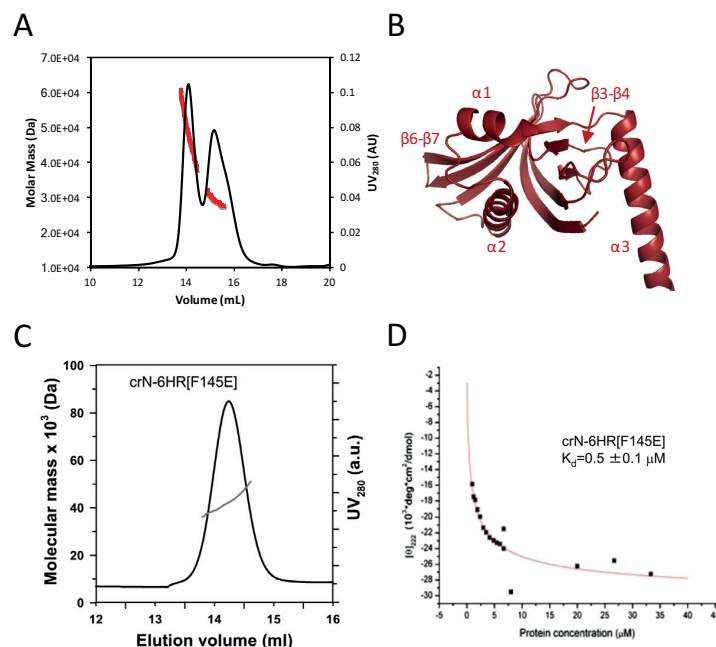 A
7.0E+04
6.0E+04
5.0E+04
4.0E+04
3.0E+04
2.0E+04
1.0E+04
Molar Mass (Da)
0.12
0.1
0.08
0.06
0.04
0.02
0
UV280 (AU)
10 12 14 16 18 20
Volume (mL)
B
α1
β3-β4
β6-β7
α2
α3
C
crN-6HR[F145E]
100
80
60
40
20
0
Molecular mass x 10³ (Da)
UV280 (a.u.)
12 13 14 15 16
Elution volume (ml)
D
-2
-4
-6
-8
-10
-12
-14
-16
-18
-20
-22
-24
-26
-28
-30
[θ]222 (10⁻³*deg*cm²/dmol)
crN-6HR[F145E]
Kd=0.5 ±0.1 µM
-5 0 5 10 15 20 25 30 35 40 45
Protein concentration (µM)